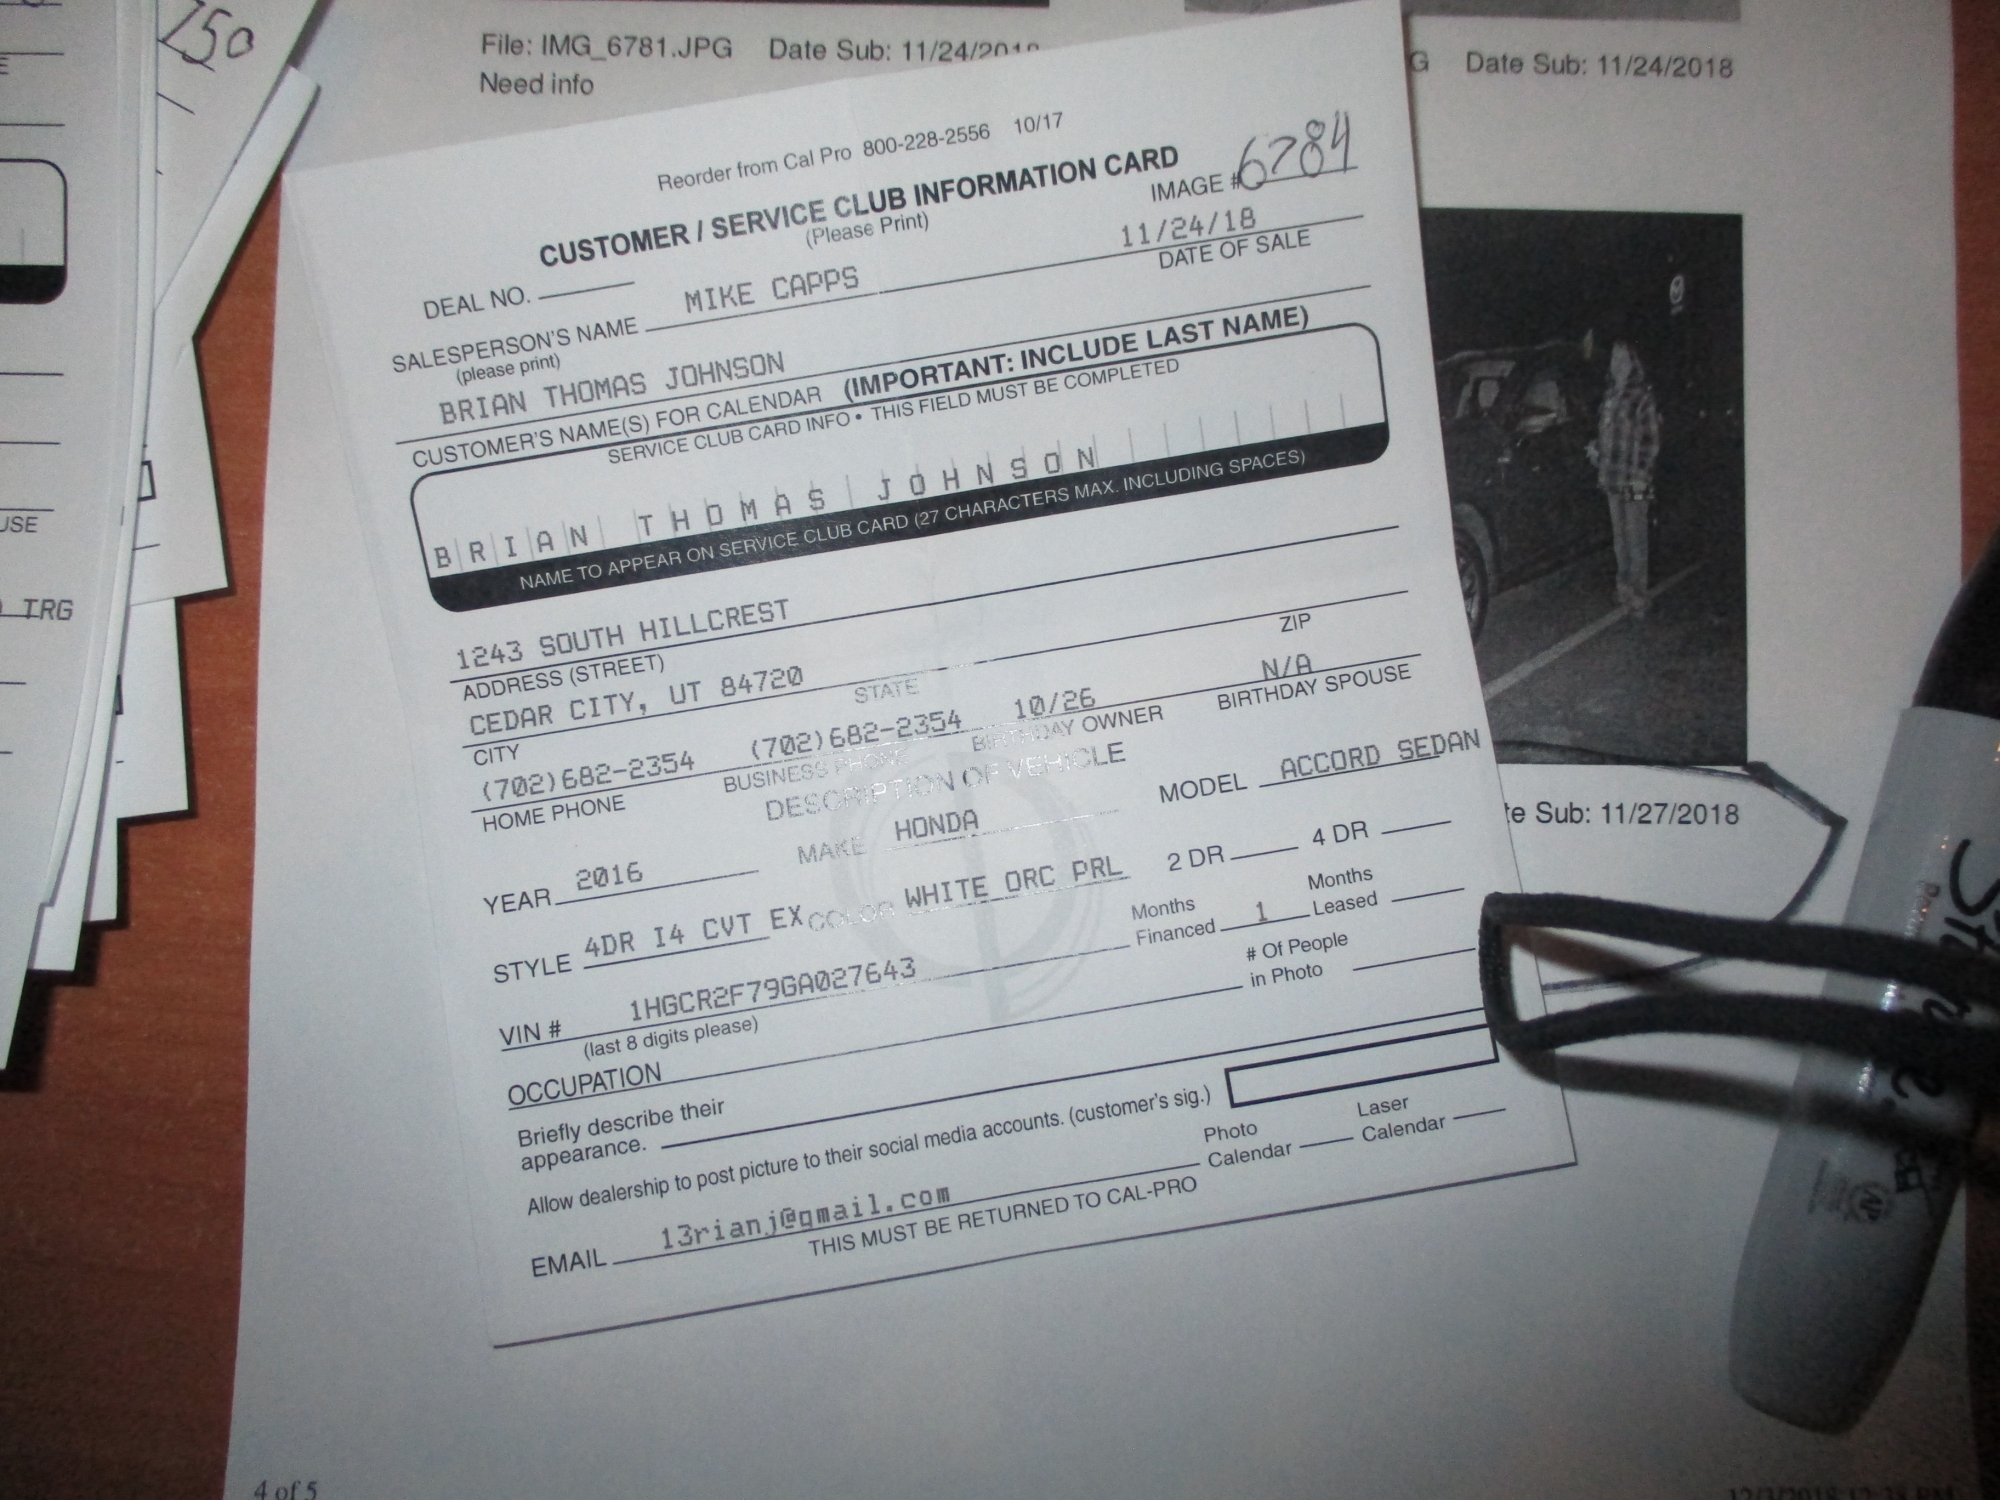 250
File: IMG_6781.JPG Date Sub: 11/24/2018
Need info
G Date Sub: 11/24/2018
Reorder from Cal Pro 800-228-2556 10/17
CUSTOMER / SERVICE CLUB INFORMATION CARD
(Please Print)
IMAGE # 6784
DEAL NO.
11/24/18
DATE OF SALE
SALESPERSON'S NAME MIKE CAPPS
(please print)
BRIAN THOMAS JOHNSON
CUSTOMER'S NAME(S) FOR CALENDAR (IMPORTANT: INCLUDE LAST NAME)
SERVICE CLUB CARD INFO • THIS FIELD MUST BE COMPLETED
BRIAN THOMAS JOHNSON
NAME TO APPEAR ON SERVICE CLUB CARD (27 CHARACTERS MAX. INCLUDING SPACES)
1243 SOUTH HILLCREST
ADDRESS (STREET)
CEDAR CITY, UT 84720
CITY STATE ZIP
(702)682-2354 (702)682-2354 10/26 N/A
HOME PHONE BUSINESS PHONE BIRTHDAY OWNER BIRTHDAY SPOUSE
DESCRIPTION OF VEHICLE
YEAR 2016 MAKE HONDA MODEL ACCORD SEDAN
STYLE 4DR I4 CVT EX COLOR WHITE ORC PRL 2 DR 4 DR
VIN # 1HGCR2F79GA027643 Months Financed 1 Months Leased
(last 8 digits please)
# Of People in Photo
OCCUPATION
Briefly describe their
appearance.
Allow dealership to post picture to their social media accounts. (customer's sig.)
Photo Calendar Laser Calendar
EMAIL 13rianj@gmail.com
THIS MUST BE RETURNED TO CAL-PRO
te Sub: 11/27/2018
USE
IRG
4 of 5